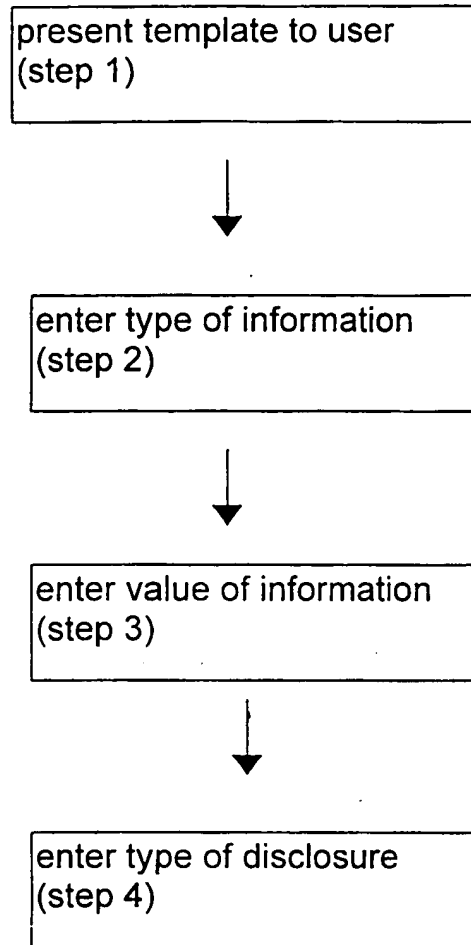 present template to user
(step 1)
enter type of information
(step 2)
enter value of information
(step 3)
enter type of disclosure
(step 4)